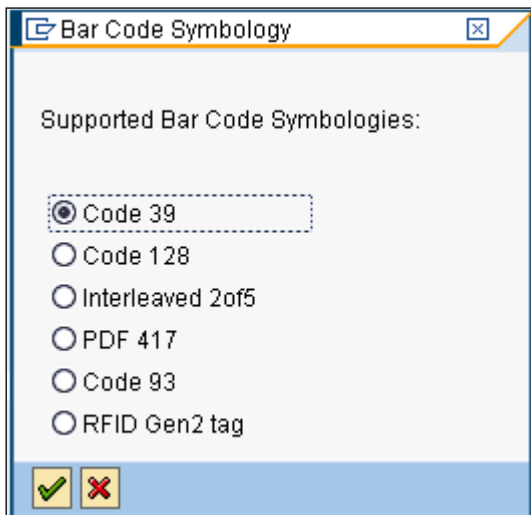 Bar Code Symbology
Supported Bar Code Symbologies:
Code 39
Code 128
Interleaved 2of5
PDF 417
Code 93
RFID Gen2 tag